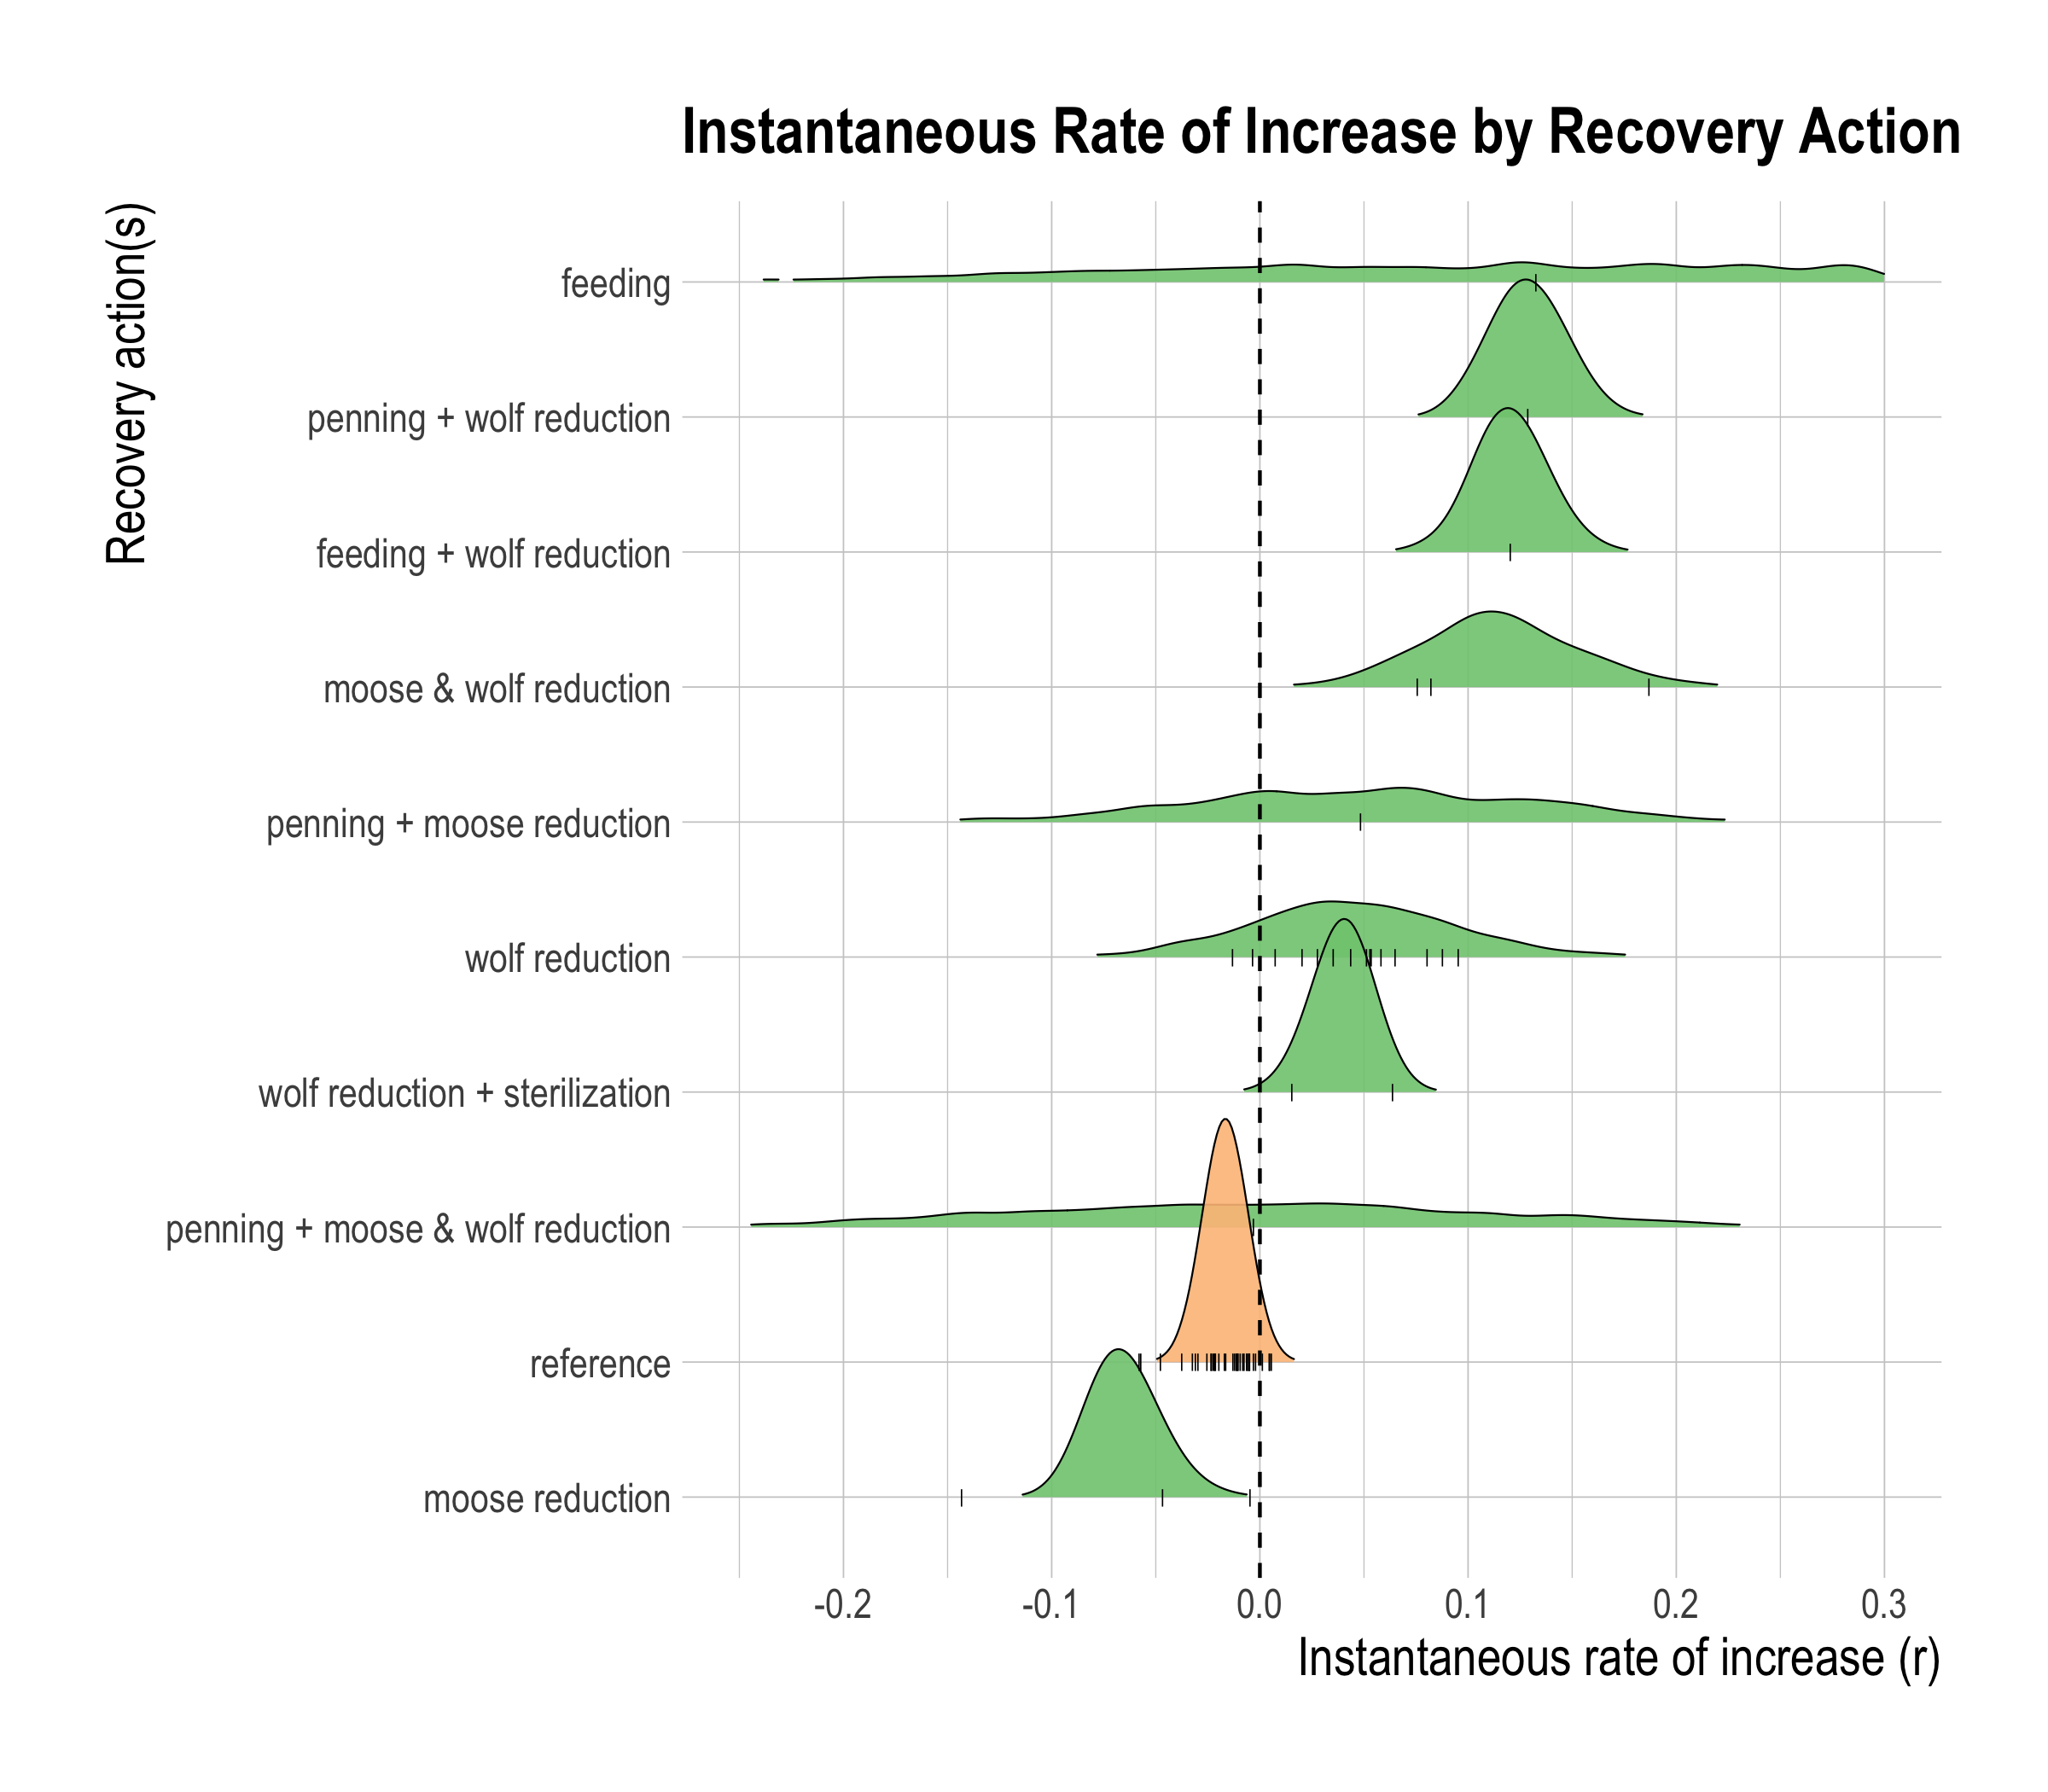 Instantaneous Rate of Increase by Recovery Action
Recovery action(s)
feeding
penning + wolf reduction
feeding + wolf reduction
moose & wolf reduction
penning + moose reduction
wolf reduction
wolf reduction + sterilization
penning + moose & wolf reduction
reference
moose reduction
-0.2 -0.1 0.0 0.1 0.2 0.3
Instantaneous rate of increase (r)